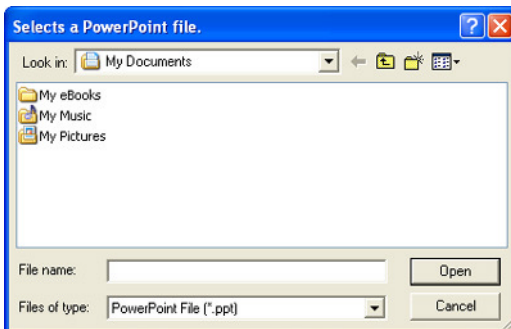 Selects a PowerPoint file.
Look in: My Documents
My eBooks
My Music
My Pictures
File name:
Open
Files of type: PowerPoint File (*.ppt)
Cancel